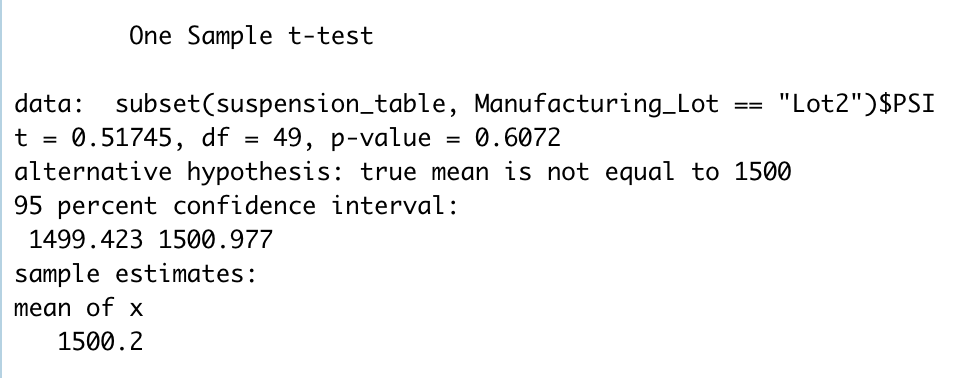 One Sample t-test
data:  subset(suspension_table, Manufacturing_Lot == "Lot2")$PSI
t = 0.51745, df = 49, p-value = 0.6072
alternative hypothesis: true mean is not equal to 1500
95 percent confidence interval:
1499.423 1500.977
sample estimates:
mean of x
1500.2